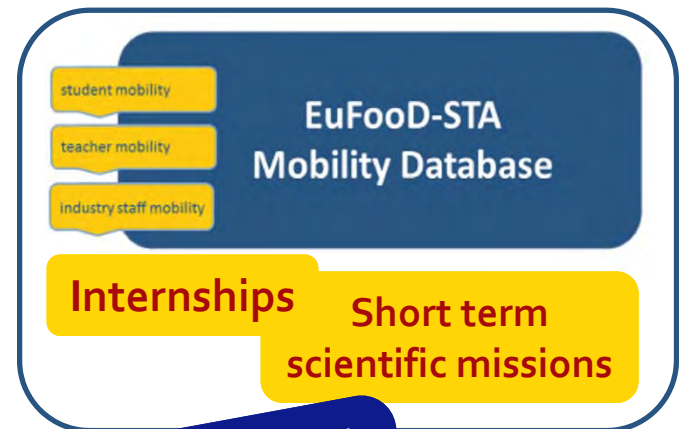 student mobility
teacher mobility
industry staff mobility
EuFooD-STA
Mobility Database
Internships
Short term
scientific missions